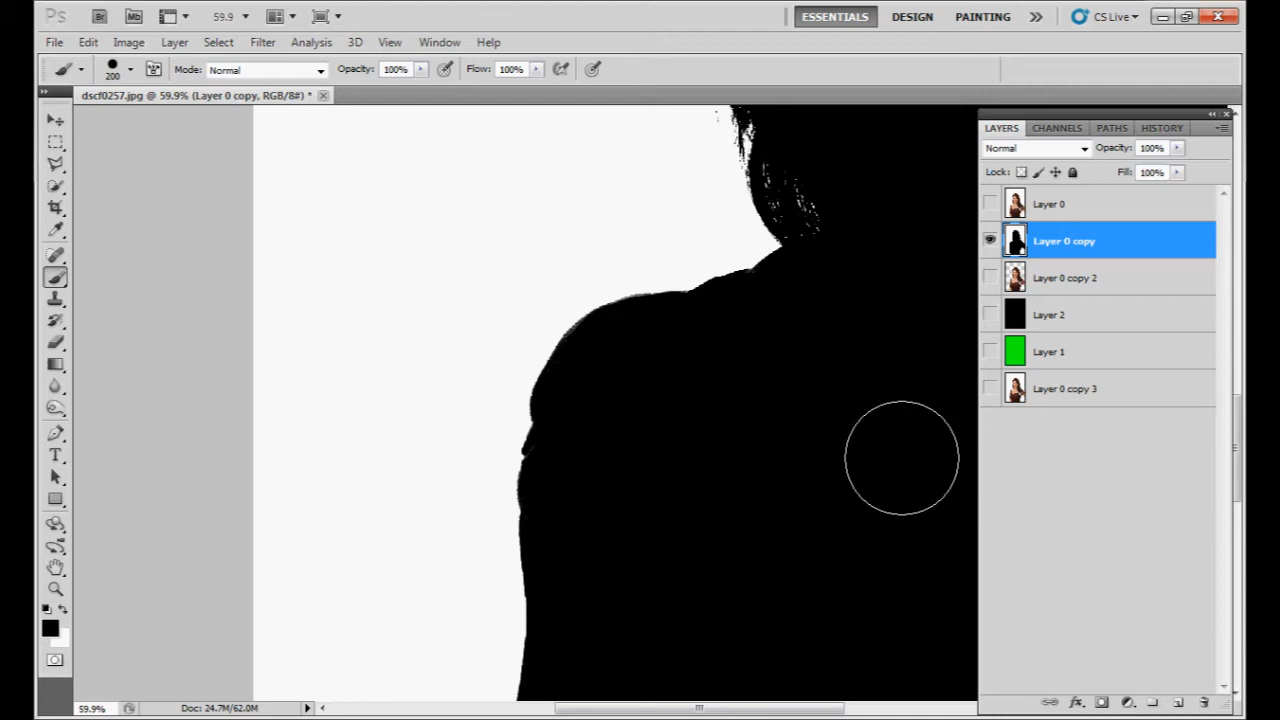 Ps Br Mb 59.9 ESSENTIALS DESIGN PAINTING CS Live
File Edit Image Layer Select Filter Analysis 3D View Window Help
200 Mode: Normal Opacity: 100% Flow: 100%
dscf0257.jpg @ 59.9% (Layer 0 copy, RGB/8#) *
LAYERS CHANNELS PATHS HISTORY
Normal Opacity: 100%
Lock: Fill: 100%
Layer 0
Layer 0 copy
Layer 0 copy 2
Layer 2
Layer 1
Layer 0 copy 3
T
59.9% Doc: 24.7M/62.0M